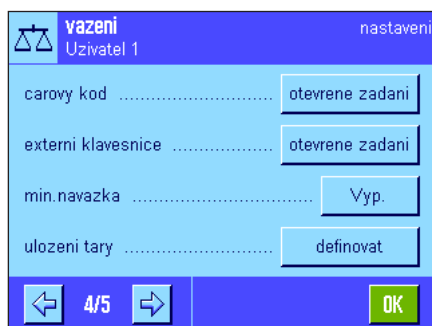 vazeni nastaveni
Uzivatel 1
carovy kod ............................ otevrene zadani
externi klavesnice .................. otevrene zadani
min.navazka ................................ Vyp.
ulozeni tary .......................... definovat
4/5 OK